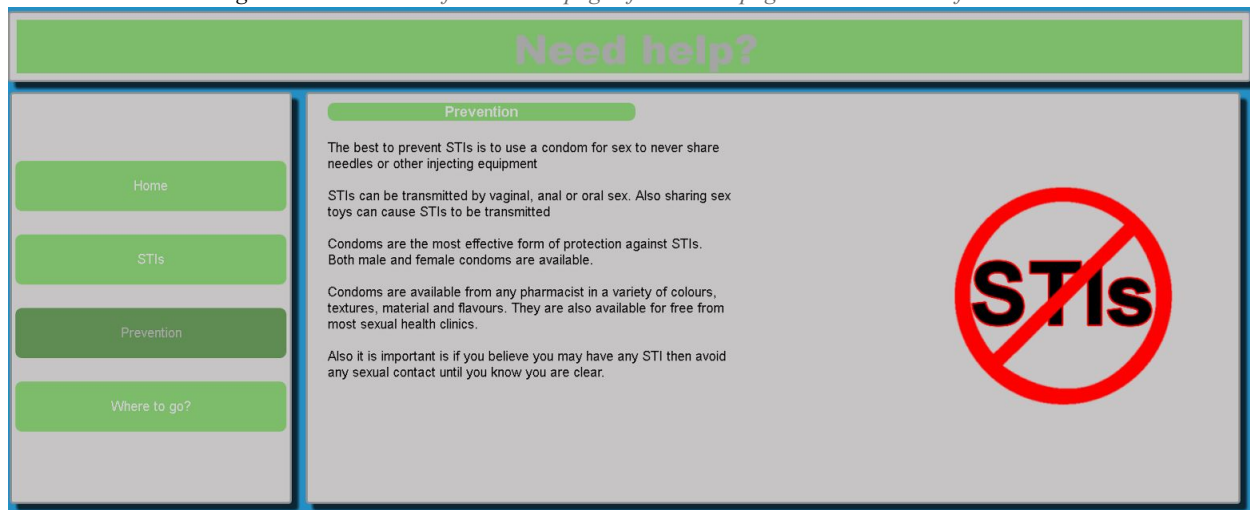 Need help?
Home
STIs
Prevention
Where to go?
Prevention
The best to prevent STIs is to use a condom for sex to never share
needles or other injecting equipment
STIs can be transmitted by vaginal, anal or oral sex. Also sharing sex
toys can cause STIs to be transmitted
Condoms are the most effective form of protection against STIs.
Both male and female condoms are available.
Condoms are available from any pharmacist in a variety of colours,
textures, material and flavours. They are also available for free from
most sexual health clinics.
Also it is important is if you believe you may have any STI then avoid
any sexual contact until you know you are clear.
STIs